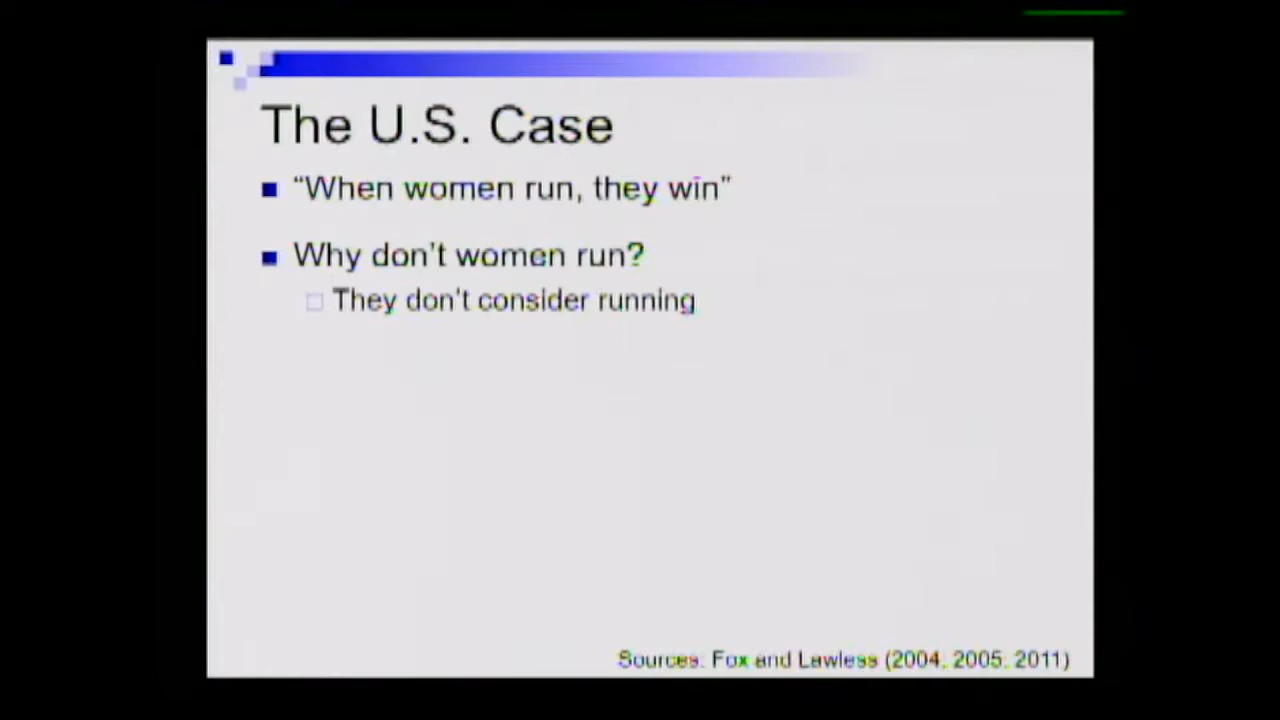 The U.S. Case
“When women run, they win”
Why don't women run?
They don't consider running
Sources: Fox and Lawless (2004, 2005, 2011)